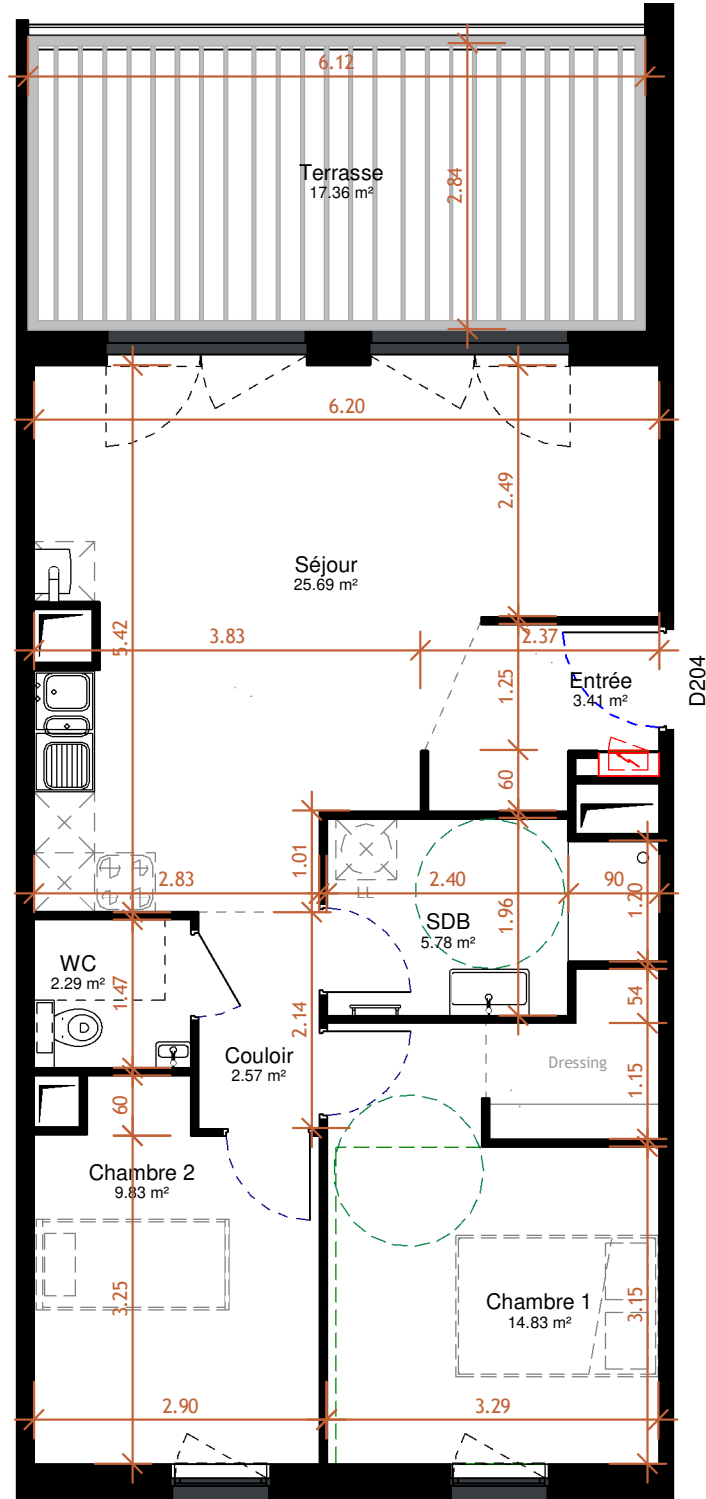 6.12
Terrasse
17.36 m²
2.84
6.20
2.49
Séjour
25.69 m²
5.42
3.83
2.37
1.25
Entrée
3.41 m²
D204
60
1.01
2.83
2.40
90
1.20
1.96
SDB
5.78 m²
WC
2.29 m²
1.47
54
2.14
Couloir
2.57 m²
Dressing
1.15
60
Chambre 2
9.83 m²
3.25
Chambre 1
14.83 m²
3.15
2.90
3.29